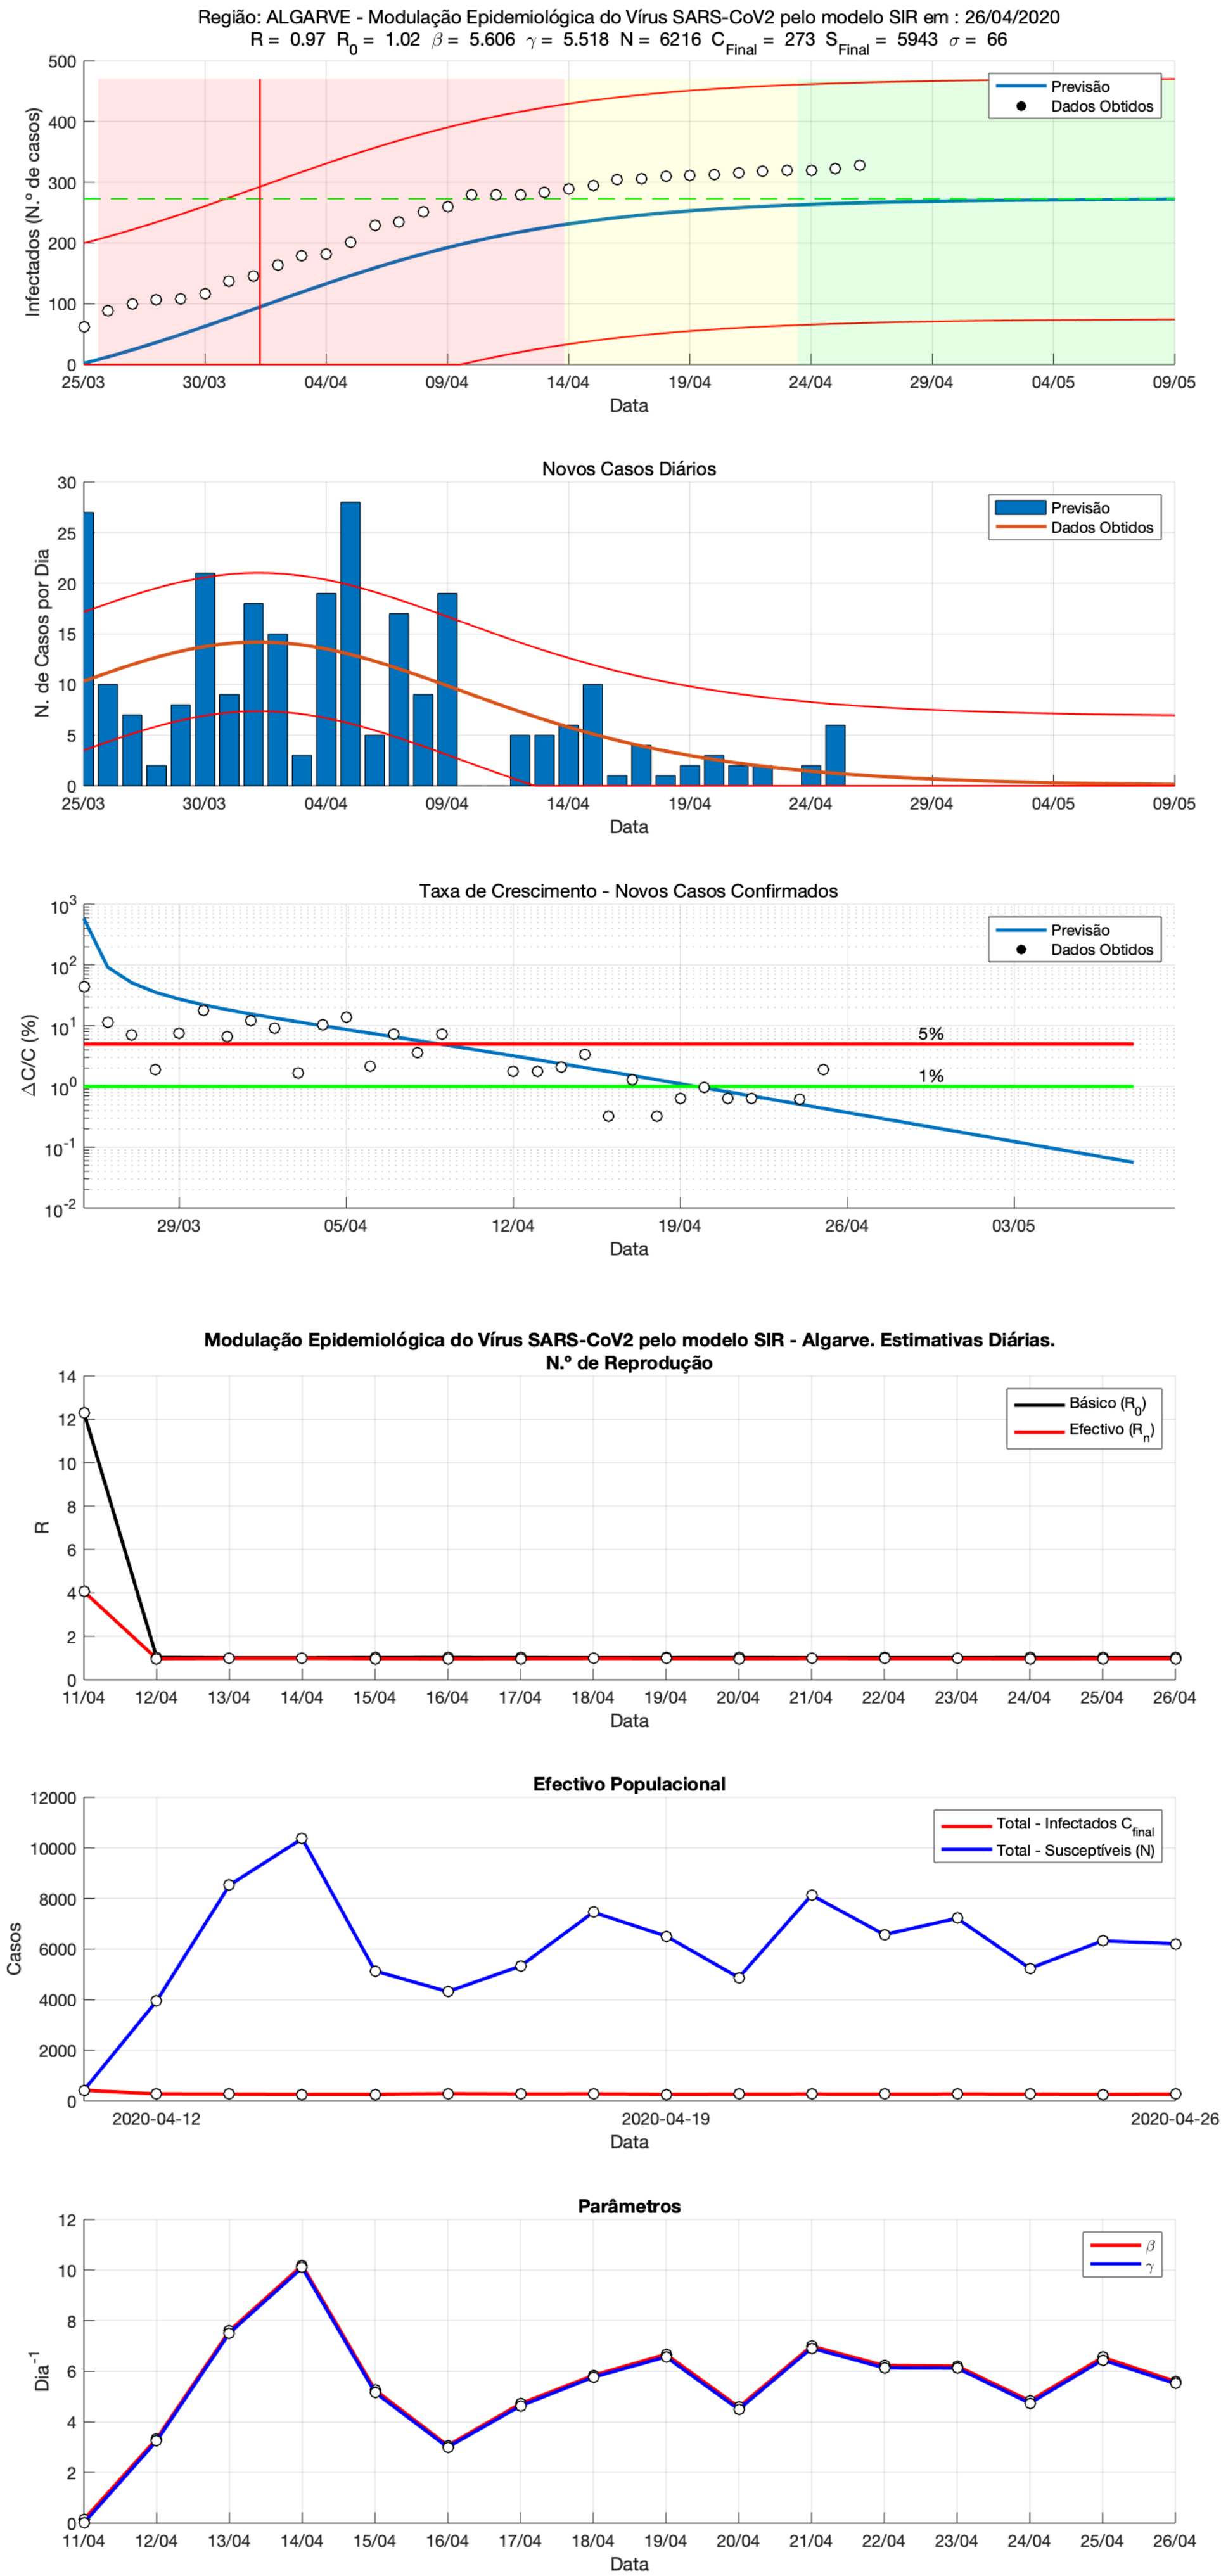 Região: ALGARVE - Modulação Epidemiológica do Vírus SARS-CoV2 pelo modelo SIR em : 26/04/2020
R = 0.97 R0 = 1.02 β = 5.606 γ = 5.518 N = 6216 CFinal = 273 SFinal = 5943 σ = 66
500
400
300
200
100
0
Infectados (N.º de casos)
Previsão
Dados Obtidos
25/03 30/03 04/04 09/04 14/04 19/04 24/04 29/04 04/05 09/05
Data
Novos Casos Diários
30
25
20
15
10
5
0
N. de Casos por Dia
Previsão
Dados Obtidos
25/03 30/03 04/04 09/04 14/04 19/04 24/04 29/04 04/05 09/05
Data
Taxa de Crescimento - Novos Casos Confirmados
10^3
10^2
10^1
10^0
10^-1
10^-2
ΔC/C (%)
Previsão
Dados Obtidos
5%
1%
29/03 05/04 12/04 19/04 26/04 03/05
Data
Modulação Epidemiológica do Vírus SARS-CoV2 pelo modelo SIR - Algarve. Estimativas Diárias.
N.º de Reprodução
14
12
10
8
6
4
2
0
R
Básico (R0)
Efectivo (Rn)
11/04 12/04 13/04 14/04 15/04 16/04 17/04 18/04 19/04 20/04 21/04 22/04 23/04 24/04 25/04 26/04
Data
Efectivo Populacional
12000
10000
8000
6000
4000
2000
0
Casos
Total - Infectados Cfinal
Total - Susceptíveis (N)
2020-04-12 2020-04-19 2020-04-26
Data
Parâmetros
12
10
8
6
4
2
0
Dia^-1
β
γ
11/04 12/04 13/04 14/04 15/04 16/04 17/04 18/04 19/04 20/04 21/04 22/04 23/04 24/04 25/04 26/04
Data